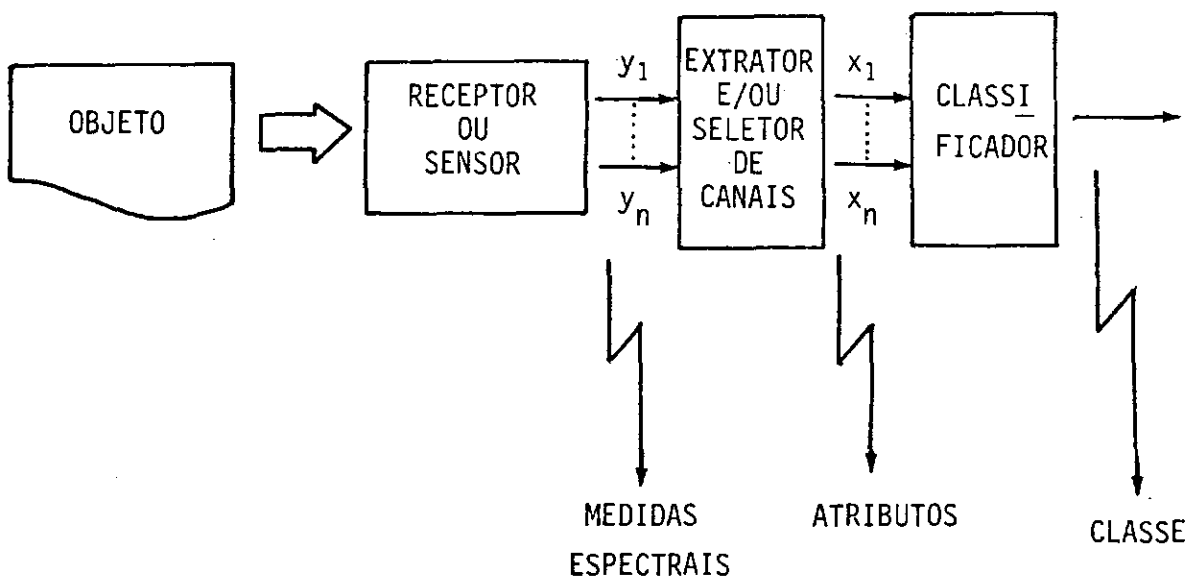 OBJETO
RECEPTOR
OU
SENSOR
y1
yn
EXTRATOR
E/OU
SELETOR
DE
CANAIS
x1
xn
CLASSI
FICADOR
MEDIDAS
ESPECTRAIS
ATRIBUTOS
CLASSE